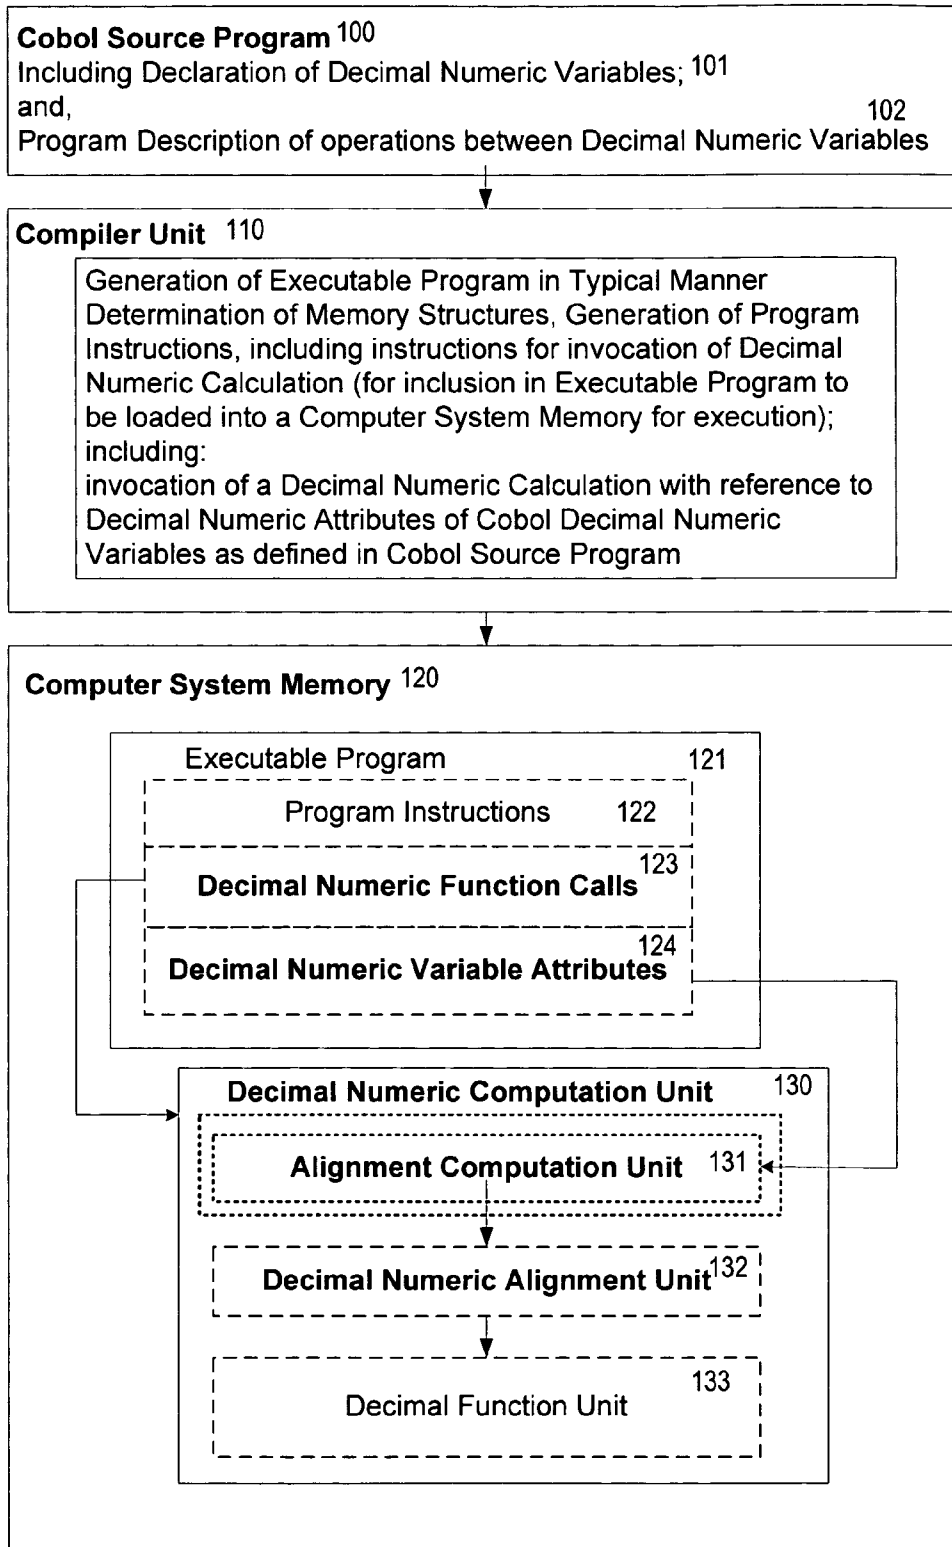 Cobol Source Program 100
Including Declaration of Decimal Numeric Variables; 101
and,
102
Program Description of operations between Decimal Numeric Variables
Compiler Unit 110
Generation of Executable Program in Typical Manner
Determination of Memory Structures, Generation of Program
Instructions, including instructions for invocation of Decimal
Numeric Calculation (for inclusion in Executable Program to
be loaded into a Computer System Memory for execution);
including:
invocation of a Decimal Numeric Calculation with reference to
Decimal Numeric Attributes of Cobol Decimal Numeric
Variables as defined in Cobol Source Program
Computer System Memory 120
Executable Program 121
Program Instructions 122
123
Decimal Numeric Function Calls
124
Decimal Numeric Variable Attributes
Decimal Numeric Computation Unit 130
Alignment Computation Unit 131
Decimal Numeric Alignment Unit 132
133
Decimal Function Unit